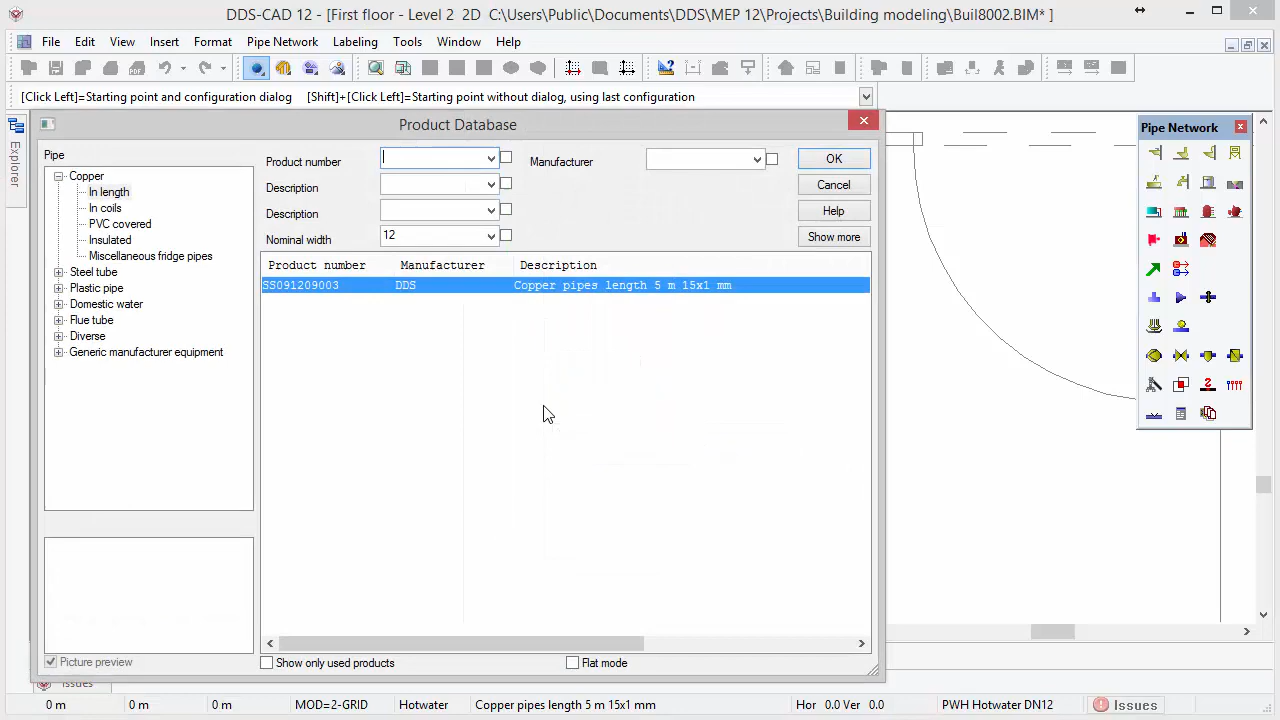 DDS-CAD 12 - [First floor - Level 2  2D  C:\Users\Public\Documents\DDS\MEP 12\Projects\Building modeling\Buil8002.BIM* ]
File Edit View Insert Format Pipe Network Labeling Tools Window Help
[Click Left]=Starting point and configuration dialog [Shift]+[Click Left]=Starting point without dialog, using last configuration
Explorer
Product Database
Pipe
Copper
In length
In coils
PVC covered
Insulated
Miscellaneous fridge pipes
Steel tube
Plastic pipe
Domestic water
Flue tube
Diverse
Generic manufacturer equipment
Picture preview
Product number
Manufacturer
OK
Description
Cancel
Description
Help
Nominal width 12
Show more
Product number Manufacturer Description
SS091209003 DDS Copper pipes length 5 m 15x1 mm
Show only used products
Flat mode
Pipe Network
Issues
0 m 0 m 0 m MOD=2-GRID Hotwater Copper pipes length 5 m 15x1 mm Hor 0.0 Ver 0.0 PWH Hotwater DN12 Issues